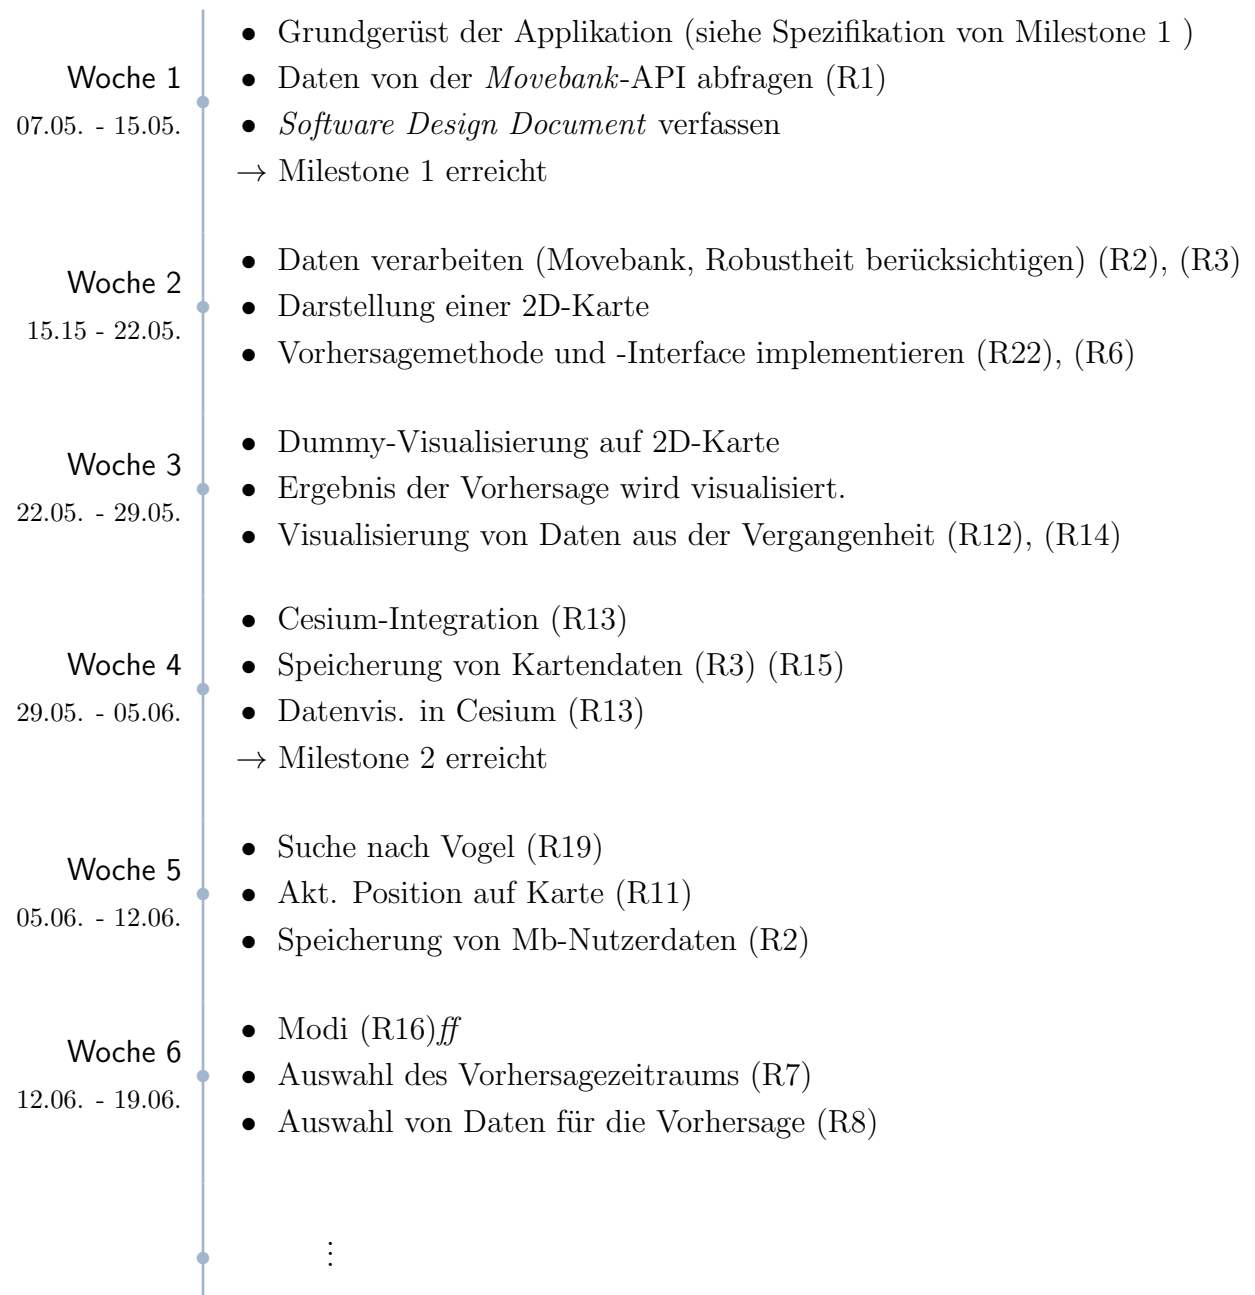 • Grundgerüst der Applikation (siehe Spezifikation von Milestone 1 )
Woche 1
• Daten von der Movebank-API abfragen (R1)
07.05. - 15.05.
• Software Design Document verfassen
→ Milestone 1 erreicht
• Daten verarbeiten (Movebank, Robustheit berücksichtigen) (R2), (R3)
Woche 2
• Darstellung einer 2D-Karte
15.15 - 22.05.
• Vorhersagemethode und -Interface implementieren (R22), (R6)
• Dummy-Visualisierung auf 2D-Karte
Woche 3
• Ergebnis der Vorhersage wird visualisiert.
22.05. - 29.05.
• Visualisierung von Daten aus der Vergangenheit (R12), (R14)
• Cesium-Integration (R13)
Woche 4
• Speicherung von Kartendaten (R3) (R15)
29.05. - 05.06.
• Datenvis. in Cesium (R13)
→ Milestone 2 erreicht
• Suche nach Vogel (R19)
Woche 5
• Akt. Position auf Karte (R11)
05.06. - 12.06.
• Speicherung von Mb-Nutzerdaten (R2)
• Modi (R16)ff
Woche 6
• Auswahl des Vorhersagezeitraums (R7)
12.06. - 19.06.
• Auswahl von Daten für die Vorhersage (R8)
⋮